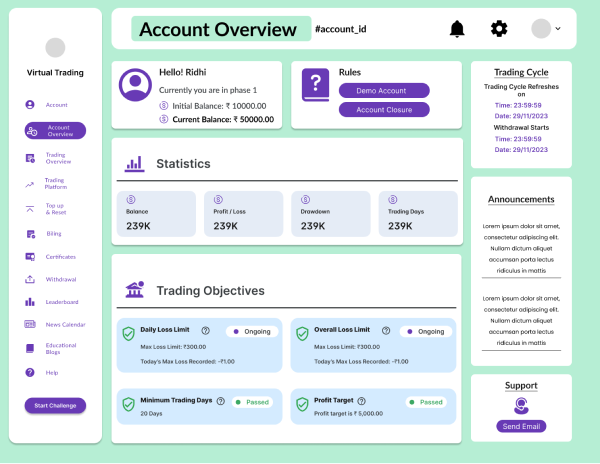 Virtual Trading
Account
Account
Overview
Trading
Overview
Trading
Platform
Top up
& Reset
Biling
Certificates
Withdrawal
Leaderboard
News Calendar
Educational
Blogs
Help
Start Challenge
Account Overview
#account_id
Hello! Ridhi
Currently you are in phase 1
Initial Balance: ₹ 10000.00
Current Balance: ₹ 50000.00
Rules
Demo Account
Account Closure
Statistics
Balance
239K
Profit / Loss
239K
Drawdown
239K
Trading Days
239K
Trading Objectives
Daily Loss Limit
Ongoing
Max Loss Limit: ₹300.00
Today's Max Loss Recorded: -₹1.00
Overall Loss Limit
Ongoing
Max Loss Limit: ₹300.00
Today's Max Loss Recorded: -₹1.00
Minimum Trading Days
Passed
20 Days
Profit Target
Passed
Profit target is ₹ 5,000.00
Trading Cycle
Trading Cycle Refreshes
on
Time: 23:59:59
Date: 29/11/2023
Withdrawal Starts
Time: 23:59:59
Date: 29/11/2023
Announcements
Lorem ipsum dolor sit amet,
consectetur adipiscing elit.
Nullam dictum aliquet
accumsan porta lectus
ridiculus in mattis
Lorem ipsum dolor sit amet,
consectetur adipiscing elit.
Nullam dictum aliquet
accumsan porta lectus
ridiculus in mattis
Support
Send Email